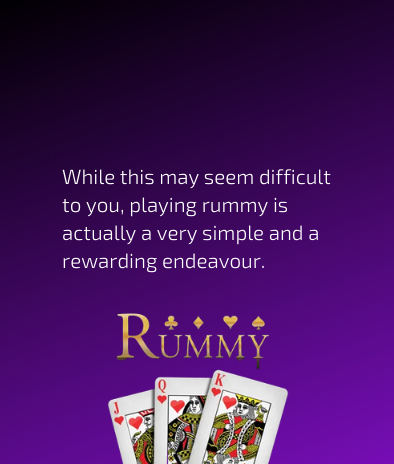 While this may seem difficult
to you, playing rummy is
actually a very simple and a
rewarding endeavour.
RUMMY
J
Q
K